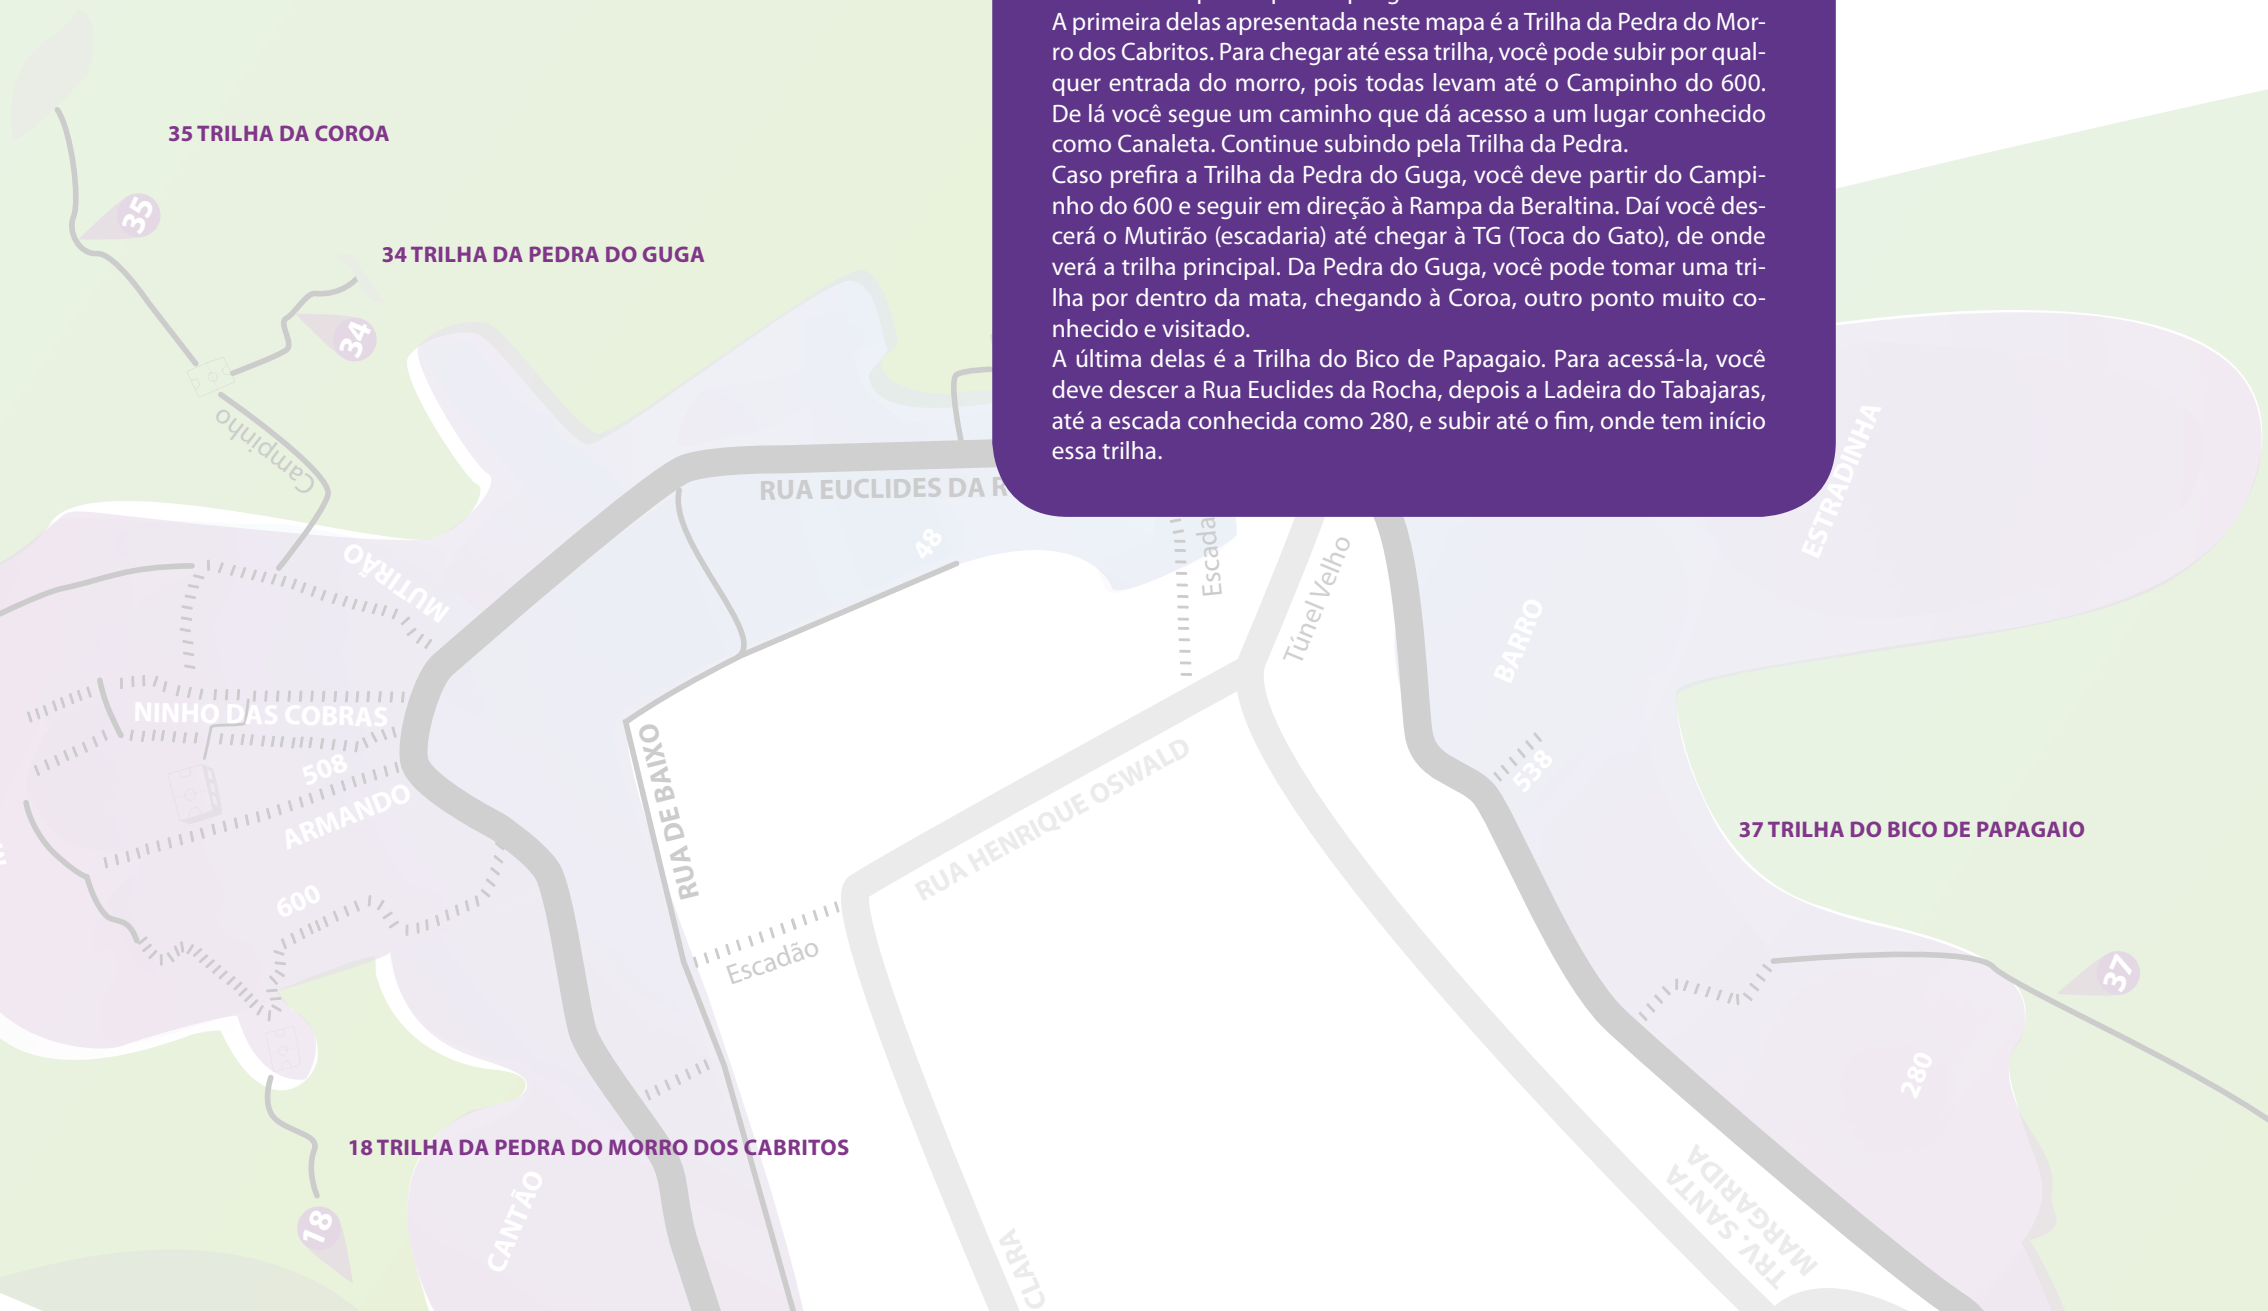 A primeira delas apresentada neste mapa é a Trilha da Pedra do Mor-
ro dos Cabritos. Para chegar até essa trilha, você pode subir por qual-
quer entrada do morro, pois todas levam até o Campinho do 600.
De lá você segue um caminho que dá acesso a um lugar conhecido
como Canaleta. Continue subindo pela Trilha da Pedra.
Caso prefira a Trilha da Pedra do Guga, você deve partir do Campi-
nho do 600 e seguir em direção à Rampa da Beraltina. Daí você des-
cerá o Mutirão (escadaria) até chegar à TG (Toca do Gato), de onde
verá a trilha principal. Da Pedra do Guga, você pode tomar uma tri-
lha por dentro da mata, chegando à Coroa, outro ponto muito co-
nhecido e visitado.
A última delas é a Trilha do Bico de Papagaio. Para acessá-la, você
deve descer a Rua Euclides da Rocha, depois a Ladeira do Tabajaras,
até a escada conhecida como 280, e subir até o fim, onde tem início
essa trilha.
35 TRILHA DA COROA
35
34 TRILHA DA PEDRA DO GUGA
34
Campinho
RUA EUCLIDES DA R
48
Escada
Túnel Velho
ESTRADINHA
MUTIRÃO
BARRO
NINHO DAS COBRAS
508
ARMANDO
600
RUA DE BAIXO
RUA HENRIQUE OSWALD
Escadão
538
37 TRILHA DO BICO DE PAPAGAIO
37
280
18 TRILHA DA PEDRA DO MORRO DOS CABRITOS
18
CANTÃO
CLARA
TRV. SANTA
MARGARIDA